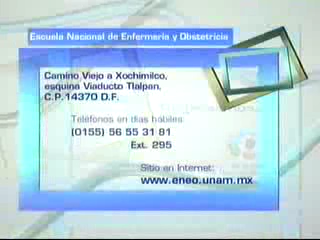 Escuela Nacional de Enfermería y Obstetricia
Camino Viejo a Xochimilco,
esquina Viaducto Tlalpan.
C.P. 14370 D.F.
Teléfonos en días hábiles:
(0155) 56 55 31 81
Ext. 295
Sitio en Internet:
www.eneo.unam.mx